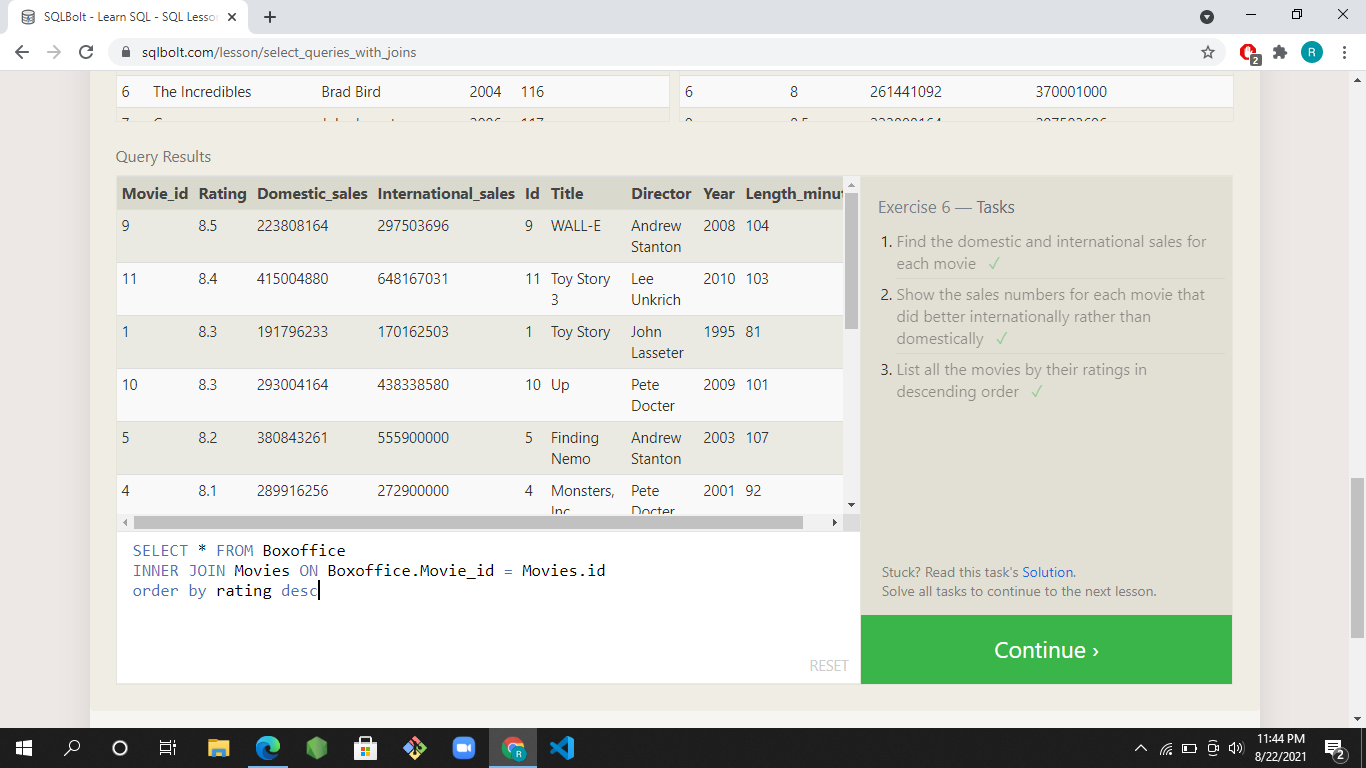 SQLBolt - Learn SQL - SQL Lesson
sqlbolt.com/lesson/select_queries_with_joins
R
2
6 The Incredibles Brad Bird 2004 116
6 8 261441092 370001000
Query Results
Movie_id Rating Domestic_sales International_sales Id Title Director Year Length_minut
9 8.5 223808164 297503696 9 WALL-E Andrew Stanton 2008 104
11 8.4 415004880 648167031 11 Toy Story 3 Lee Unkrich 2010 103
1 8.3 191796233 170162503 1 Toy Story John Lasseter 1995 81
10 8.3 293004164 438338580 10 Up Pete Docter 2009 101
5 8.2 380843261 555900000 5 Finding Nemo Andrew Stanton 2003 107
4 8.1 289916256 272900000 4 Monsters, Inc. Pete Docter 2001 92
Exercise 6 — Tasks
1. Find the domestic and international sales for
each movie ✓
2. Show the sales numbers for each movie that
did better internationally rather than
domestically ✓
3. List all the movies by their ratings in
descending order ✓
SELECT * FROM Boxoffice
INNER JOIN Movies ON Boxoffice.Movie_id = Movies.id
order by rating desc
RESET
Stuck? Read this task's Solution.
Solve all tasks to continue to the next lesson.
Continue ›
11:44 PM
8/22/2021
2